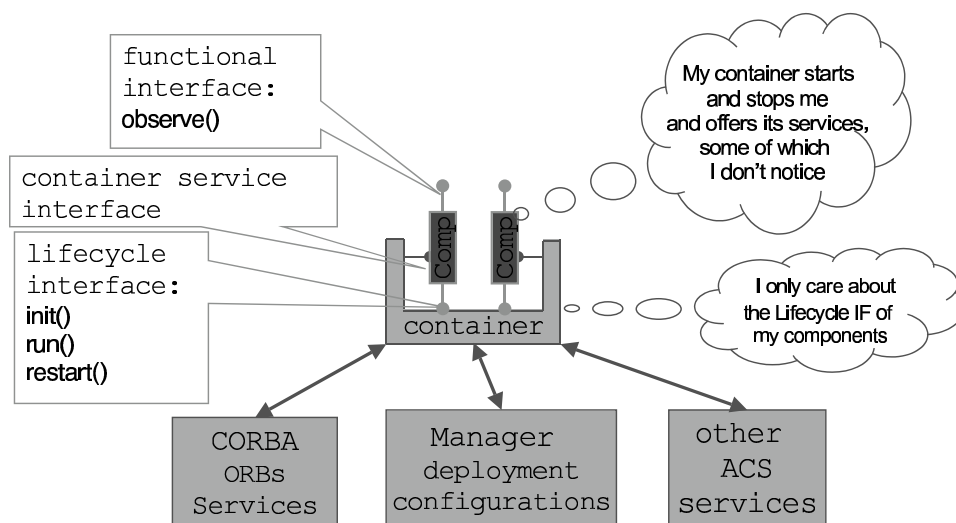 functional
interface:
observe()
container service
interface
lifecycle
interface:
init()
run()
restart()
My container starts
and stops me
and offers its services,
some of which
I don't notice
Comp
Comp
I only care about
the Lifecycle IF of
my components
container
CORBA
ORBs
Services
Manager
deployment
configurations
other
ACS
services